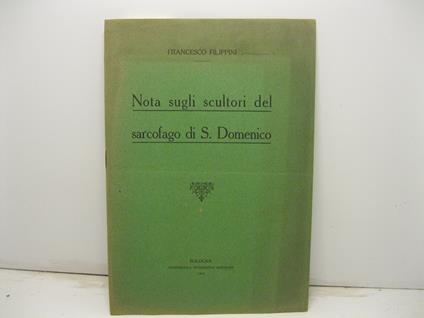 FRANCESCO FILIPPINI
Nota sugli scultori del
sarcofago di S. Domenico
BOLOGNA